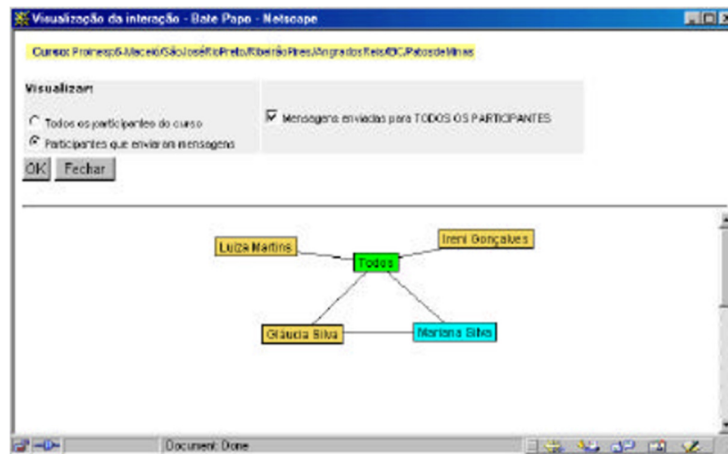 Visualização da interação - Bate Papo - Netscape
Curso: Proinesp6-Maceió/SãoJoséRioPreto/RibeirãoPires/AngradosReis/BC/PatosdeMinas
Visualizar:
Todos os participantes do curso
Mensagens enviadas para TODOS OS PARTICIPANTES
Participantes que enviaram mensagens
OK Fechar
Luiza Martins
Ireni Gonçalves
Todos
Gláucia Silva
Mariana Silva
Document: Done